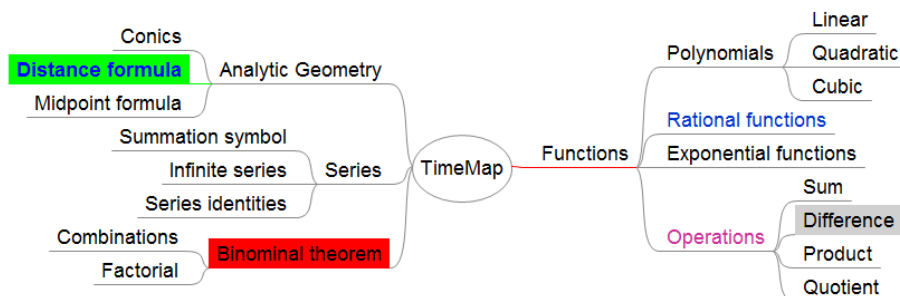 Conics
Distance formula
Midpoint formula
Analytic Geometry
Summation symbol
Infinite series
Series identities
Series
Combinations
Factorial
Binominal theorem
TimeMap
Functions
Polynomials
Linear
Quadratic
Cubic
Rational functions
Exponential functions
Operations
Sum
Difference
Product
Quotient